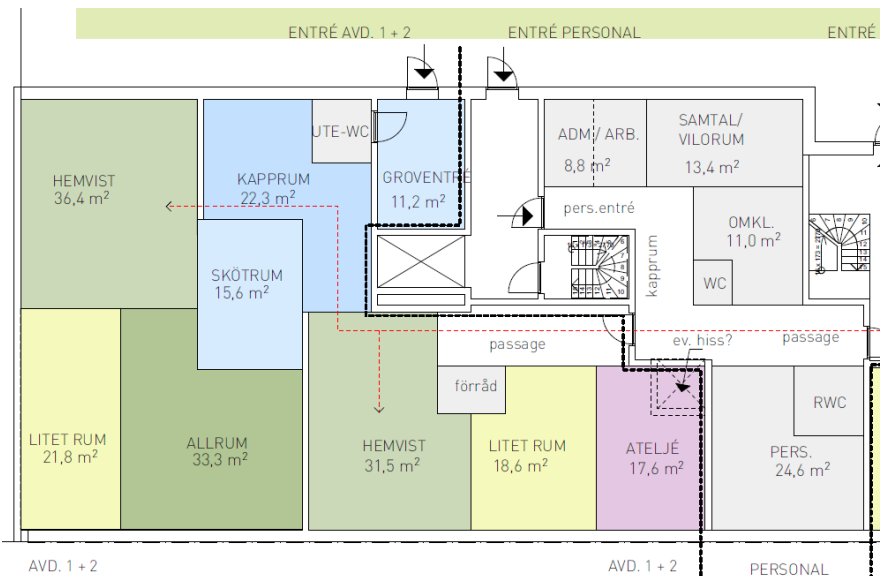 ENTRÉ AVD. 1 + 2
ENTRÉ PERSONAL
ENTRÉ
UTE-WC
ADM / ARB.
8,8 m²
SAMTAL/
VILORUM
13,4 m²
HEMVIST
36,4 m²
KAPPRUM
22,3 m²
GROVENTRÉ
11,2 m²
pers.entré
OMKL.
11,0 m²
SKÖTRUM
15,6 m²
kapprum
WC
passage
ev. hiss?
passage
förråd
RWC
LITET RUM
21,8 m²
ALLRUM
33,3 m²
HEMVIST
31,5 m²
LITET RUM
18,6 m²
ATELJÉ
17,6 m²
PERS.
24,6 m²
AVD. 1 + 2
AVD. 1 + 2
PERSONAL